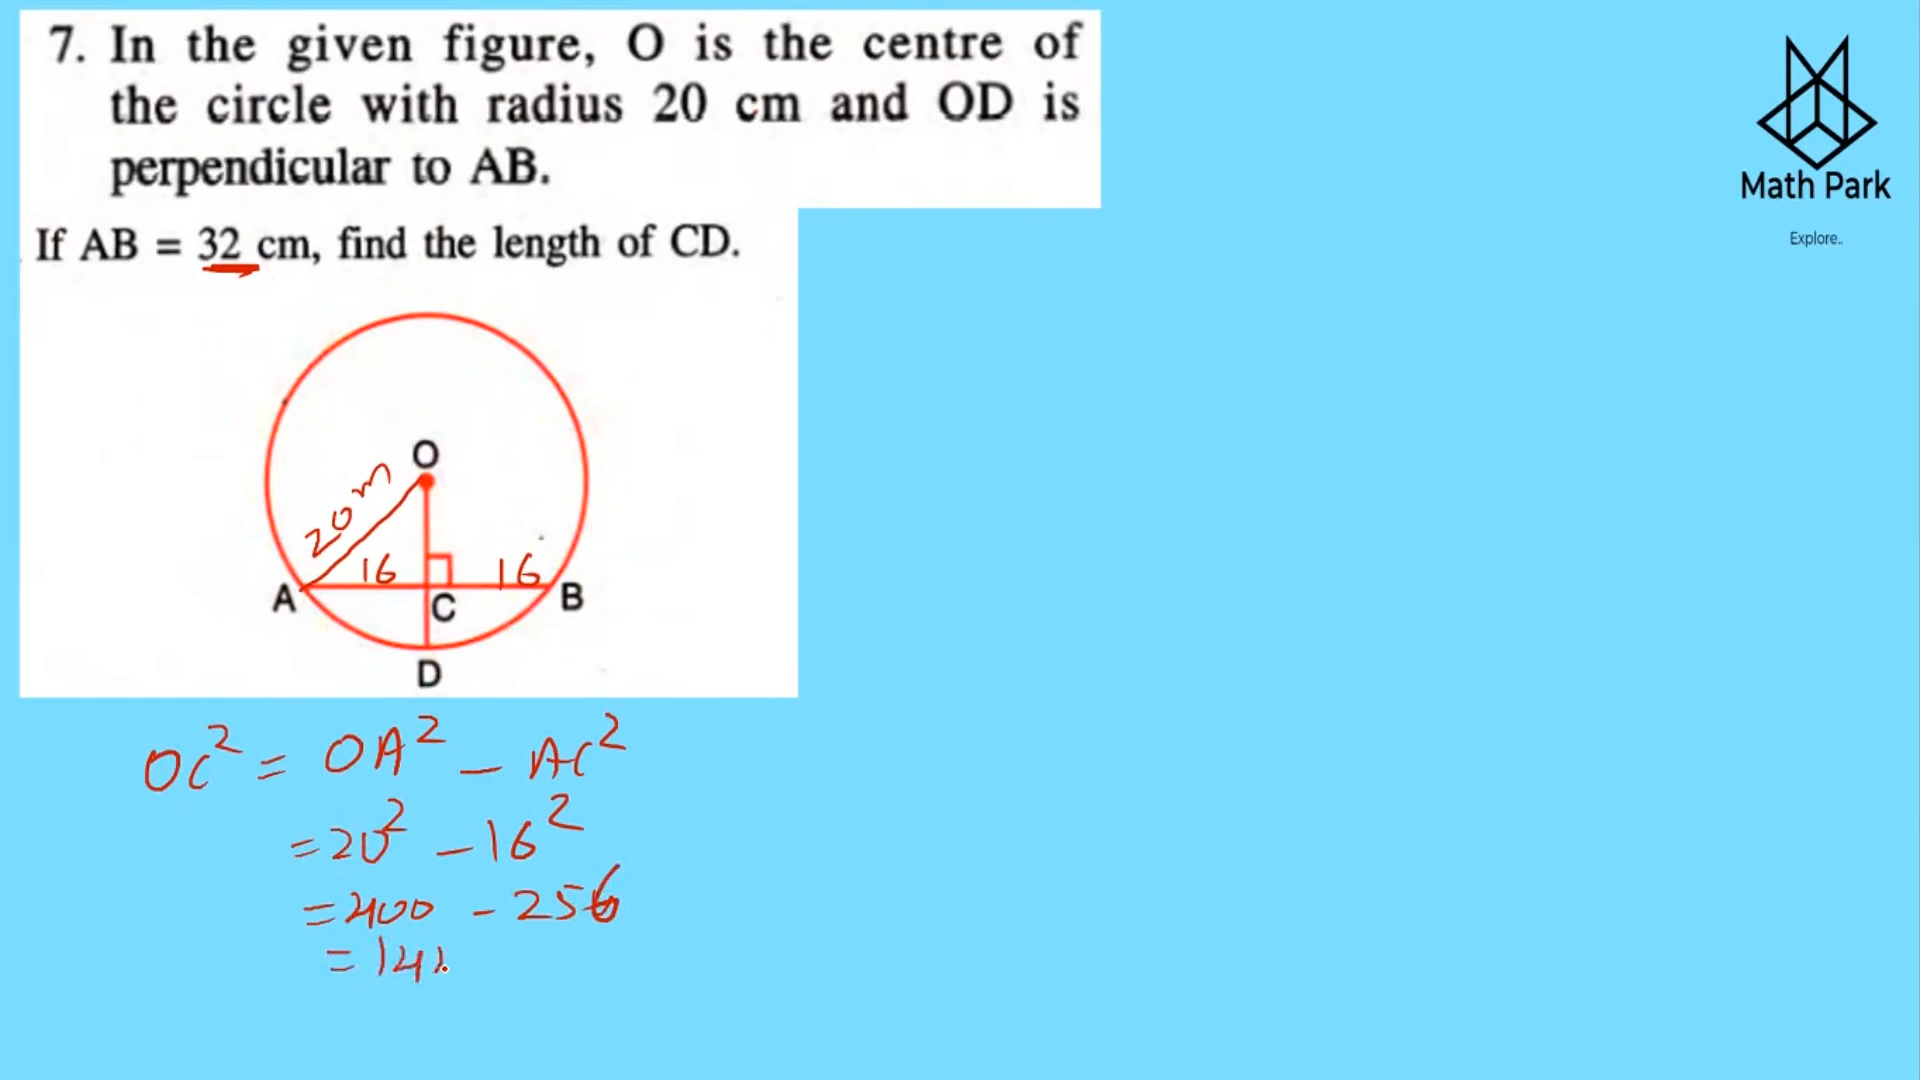 7. In the given figure, O is the centre of
the circle with radius 20 cm and OD is
perpendicular to AB.
If AB = 32 cm, find the length of CD.
Math Park
Explore..
O
20 m
16
16
A
C
B
D
OC² = OA² - AC²
= 20² - 16²
= 400 - 256
= 14